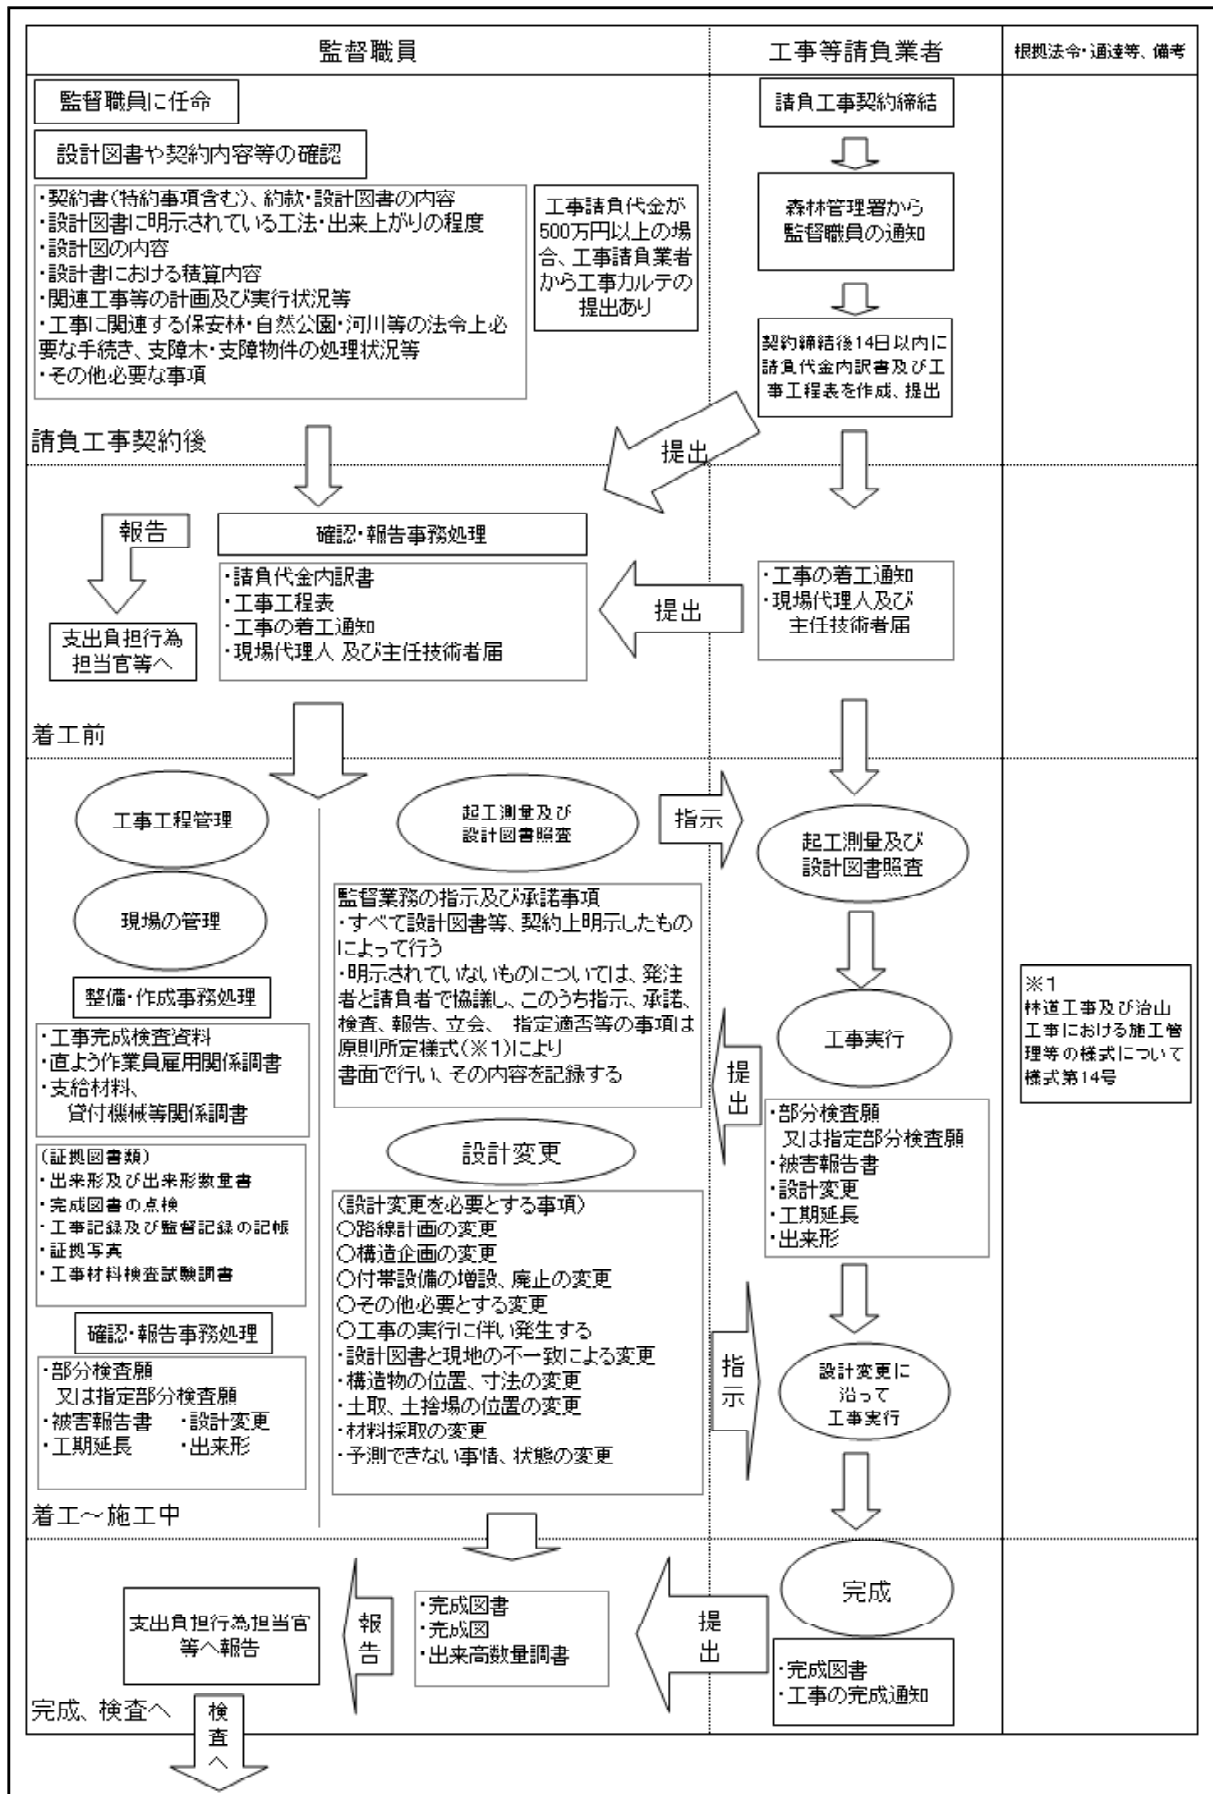 監督職員
工事等請負業者
根拠法令・通達等、備考
監督職員に任命
設計図書や契約内容等の確認
・契約書(特約事項含む)、約款・設計図書の内容
・設計図書に明示されている工法・出来上がりの程度
・設計図の内容
・設計書における積算内容
・関連工事等の計画及び実行状況等
・工事に関連する保安林・自然公園・河川等の法令上必
要な手続き、支障木・支障物件の処理状況等
・その他必要な事項
工事請負代金が
500万円以上の場
合、工事請負業者
から工事カルテの
提出あり
請負工事契約締結
森林管理署から
監督職員の通知
契約締結後14日以内に
請負代金内訳書及び工
事工程表を作成、提出
提出
請負工事契約後
報告
支出負担行為
担当官等へ
確認・報告事務処理
・請負代金内訳書
・工事工程表
・工事の着工通知
・現場代理人 及び主任技術者届
提出
・工事の着工通知
・現場代理人及び
主任技術者届
着工前
工事工程管理
現場の管理
整備・作成事務処理
・工事完成検査資料
・直よう作業員雇用関係調書
・支給材料、
貸付機械等関係調書
(証拠図書類)
・出来形及び出来形数量書
・完成図書の点検
・工事記録及び監督記録の記帳
・証拠写真
・工事材料検査試験調書
確認・報告事務処理
・部分検査願
又は指定部分検査願
・被害報告書 ・設計変更
・工期延長 ・出来形
起工測量及び
設計図書照査
指示
監督業務の指示及び承諾事項
・すべて設計図書等、契約上明示したもの
によって行う
・明示されていないものについては、発注
者と請負者で協議し、このうち指示、承諾、
検査、報告、立会、 指定適否等の事項は
原則所定様式(※1)により
書面で行い、その内容を記録する
設計変更
(設計変更を必要とする事項)
○路線計画の変更
○構造企画の変更
○付帯設備の増設、廃止の変更
○その他必要とする変更
○工事の実行に伴い発生する
・設計図書と現地の不一致による変更
・構造物の位置、寸法の変更
・土取、土捨場の位置の変更
・材料採取の変更
・予測できない事情、状態の変更
起工測量及び
設計図書照査
工事実行
提出
・部分検査願
又は指定部分検査願
・被害報告書
・設計変更
・工期延長
・出来形
指示
設計変更に
沿って
工事実行
※1
林道工事及び治山
工事における施工管
理等の様式について
様式第14号
着工～施工中
支出負担行為担当官
等へ報告
報告
・完成図書
・完成図
・出来高数量調書
提出
完成
・完成図書
・工事の完成通知
完成、検査へ
検査へ